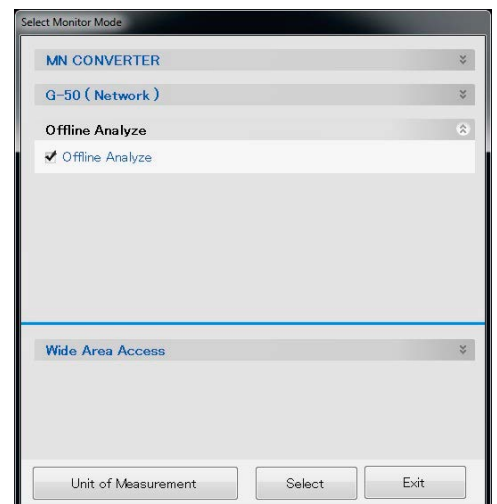 Select Monitor Mode
MN CONVERTER
G-50 ( Network )
Offline Analyze
Offline Analyze
Wide Area Access
Unit of Measurement
Select
Exit